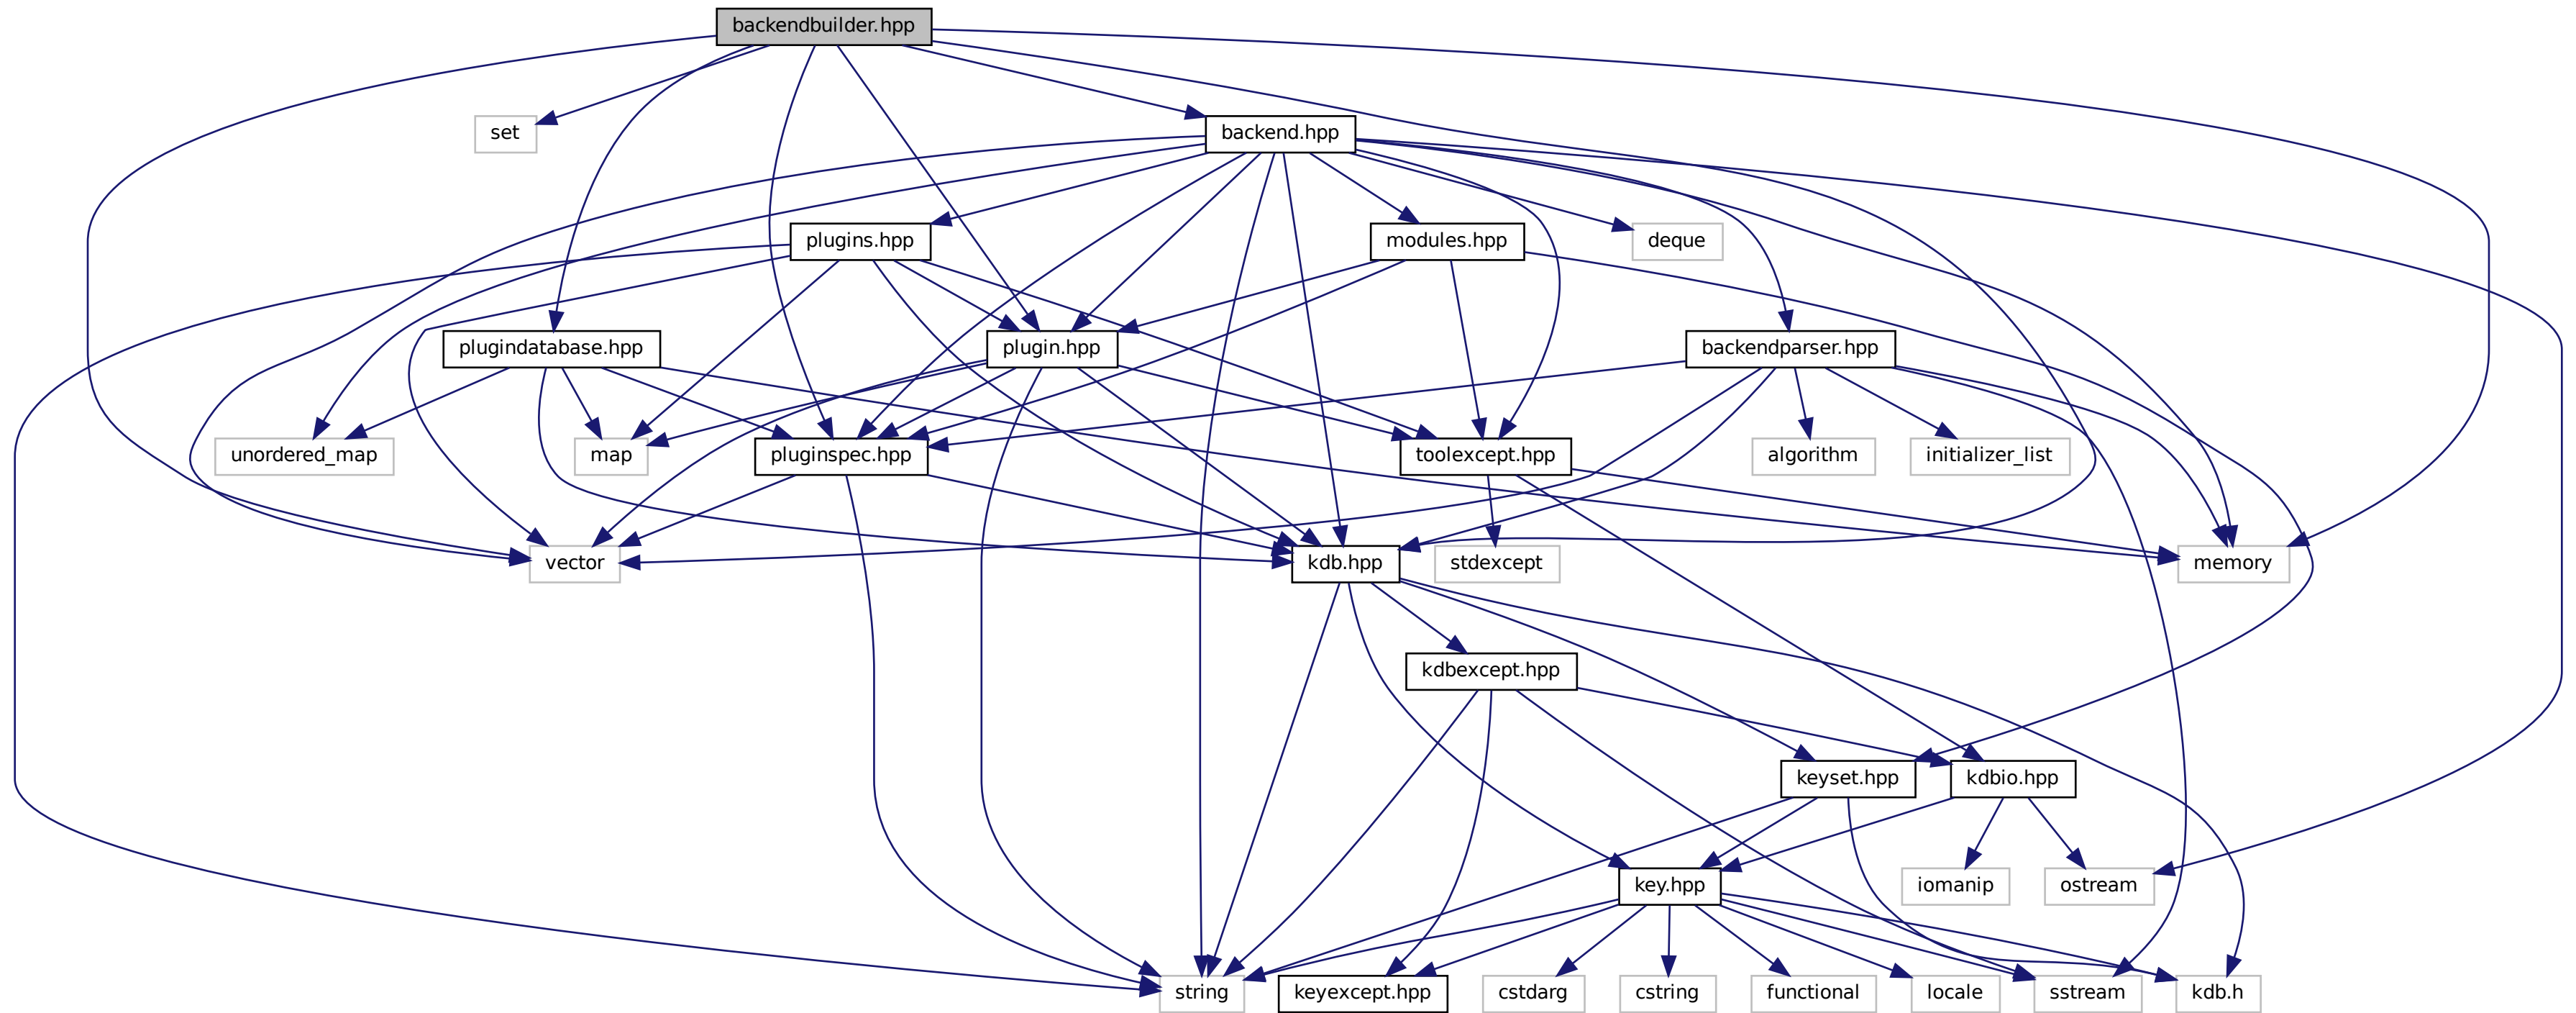 backendbuilder.hpp
set
backend.hpp
plugins.hpp
modules.hpp
deque
plugindatabase.hpp
plugin.hpp
backendparser.hpp
unordered_map
map
pluginspec.hpp
toolexcept.hpp
algorithm
initializer_list
vector
kdb.hpp
stdexcept
memory
kdbexcept.hpp
keyset.hpp
kdbio.hpp
key.hpp
iomanip
ostream
string
keyexcept.hpp
cstdarg
cstring
functional
locale
sstream
kdb.h